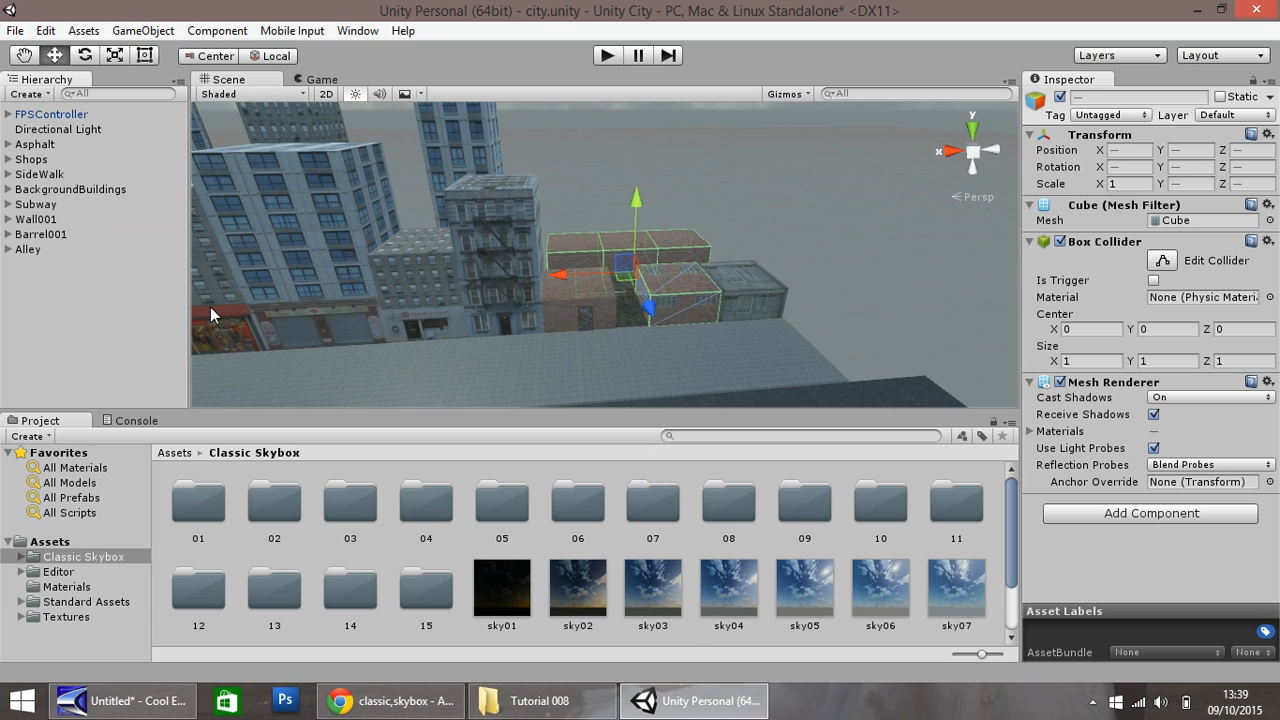 Unity Personal (64bit) - city.unity - Unity City - PC, Mac & Linux Standalone* <DX11>
File Edit Assets GameObject Component Mobile Input Window Help
Center Local Layers Layout
Hierarchy
Create All
FPSController
Directional Light
Asphalt
Shops
SideWalk
BackgroundBuildings
Subway
Wall001
Barrel001
Alley
Scene Game
Shaded 2D Gizmos All
y
x
Persp
Inspector
— Static
Tag Untagged Layer Default
Transform
Position X — Y — Z —
Rotation X — Y — Z —
Scale X 1 Y — Z —
Cube (Mesh Filter)
Mesh Cube
Box Collider
Edit Collider
Is Trigger
Material None (Physic Materi
Center
X 0 Y 0 Z 0
Size
X 1 Y 1 Z 1
Mesh Renderer
Cast Shadows On
Receive Shadows
Materials —
Use Light Probes
Reflection Probes Blend Probes
Anchor Override None (Transform)
Add Component
Asset Labels
AssetBundle None None
Project Console
Create
Favorites
All Materials
All Models
All Prefabs
All Scripts
Assets
Classic Skybox
Editor
Materials
Standard Assets
Textures
Assets Classic Skybox
01 02 03 04 05 06 07 08 09 10 11
12 13 14 15 sky01 sky02 sky03 sky04 sky05 sky06 sky07
Untitled* - Cool E... Ps classic,skybox - A... Tutorial 008 Unity Personal (64...
13:39
09/10/2015